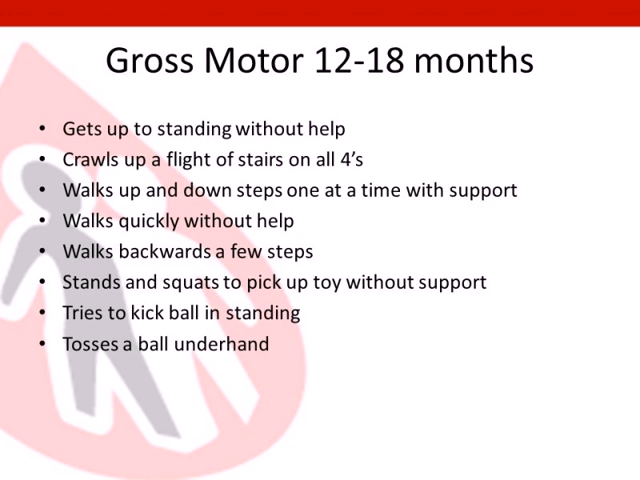 Gross Motor 12-18 months
• Gets up to standing without help
• Crawls up a flight of stairs on all 4’s
• Walks up and down steps one at a time with support
• Walks quickly without help
• Walks backwards a few steps
• Stands and squats to pick up toy without support
• Tries to kick ball in standing
• Tosses a ball underhand